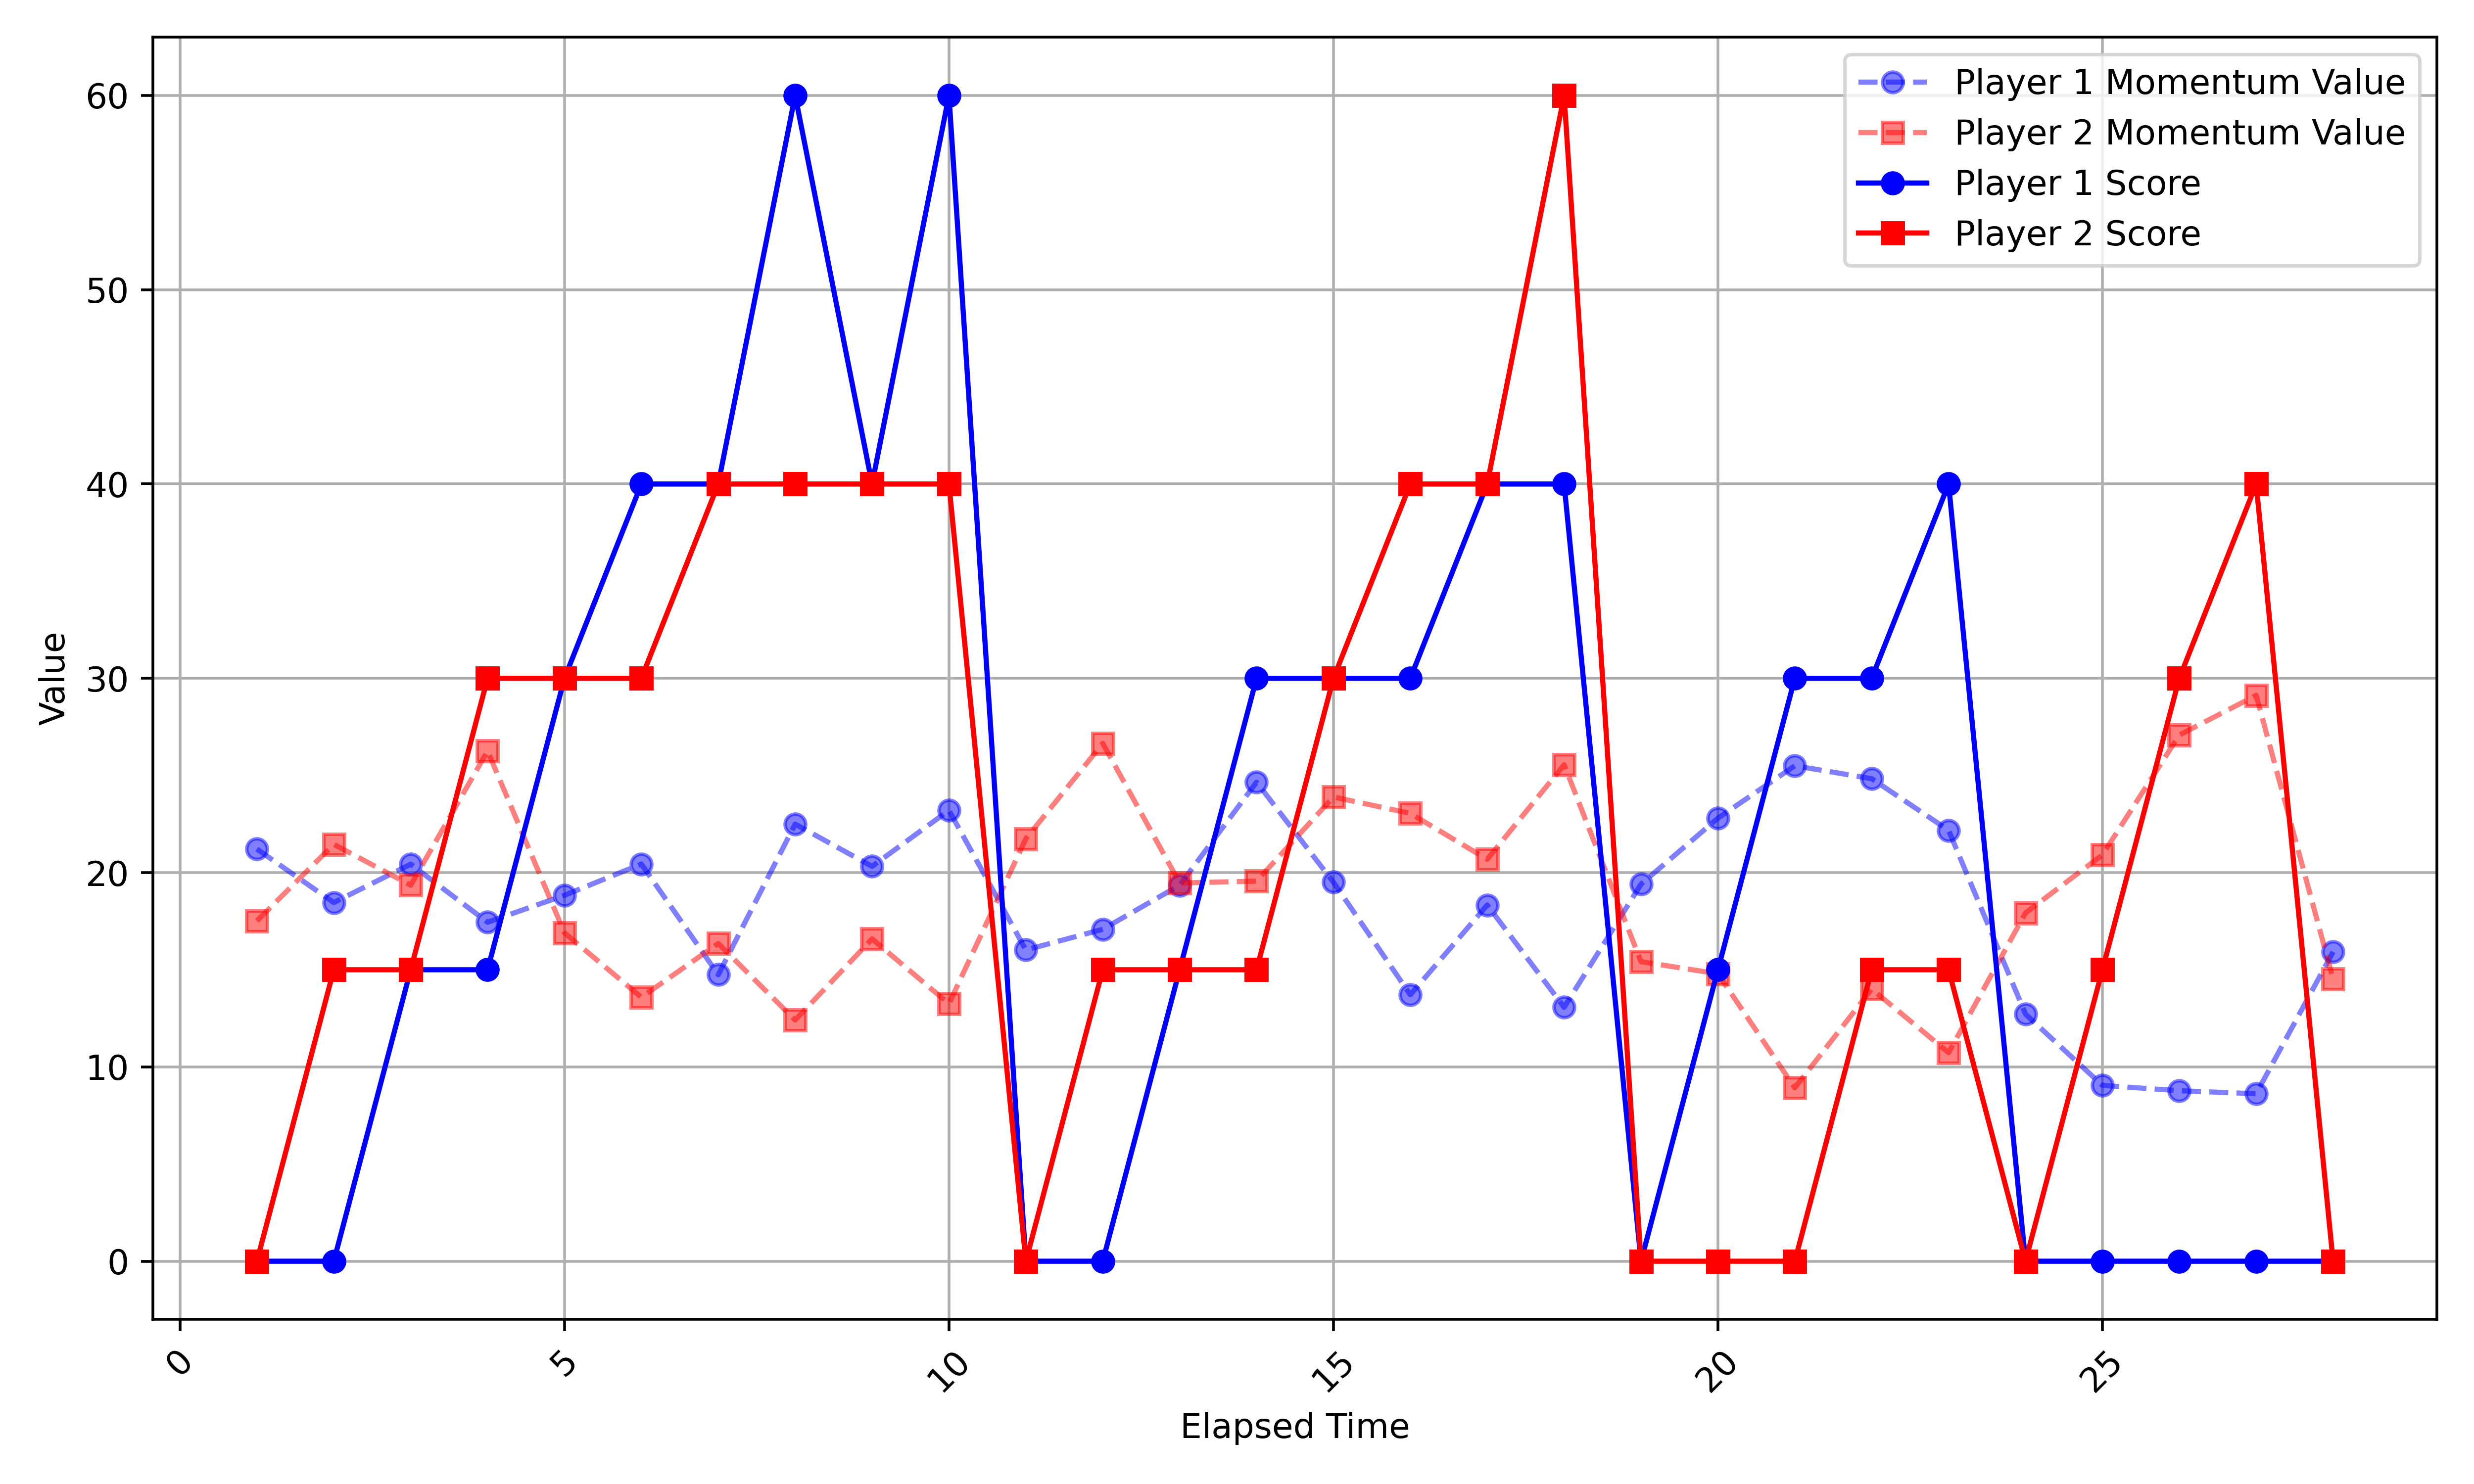 Player 1 Momentum Value
Player 2 Momentum Value
Player 1 Score
Player 2 Score
60
50
40
30
20
10
0
Value
0 5 10 15 20 25
Elapsed Time